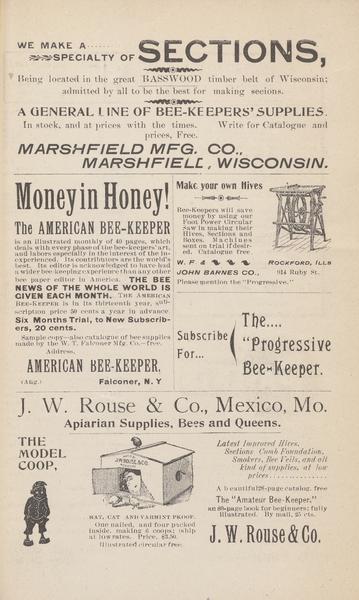 WE MAKE A........
SPECIALTY OF SECTIONS,
Being located in the great BASSWOOD timber belt of Wisconsin;
admitted by all to be the best for making secions.
A GENERAL LINE OF BEE-KEEPERS' SUPPLIES.
In stock, and at prices with the times. Write for Catalogue and
prices, Free.
MARSHFIELD MFG. CO.,
MARSHFIELD, WISCONSIN.
Money in Honey!
The AMERICAN BEE-KEEPER
is an illustrated monthly of 40 pages, which
deals with every phase of the bee-keepers' art,
and labors especially in the interest of the in-
experienced. Its contributors are the world's
best. Its editor is acknowledged to have had
a wider bee-keeping experience than any other
bee paper editor in America. THE BEE
NEWS OF THE WHOLE WORLD IS
GIVEN EACH MONTH. THE AMERICAN
BEE-KEEPER is in its thirteenth year, sub-
scription price 50 cents a year in advance.
Six Months Trial, to New Subscrib-
ers, 20 cents.
Sample copy—also catalogue of bee supplies
made by the W. T. Falconer Mfg. Co.—free.
Address,
AMERICAN BEE-KEEPER,
(Aug.) Falconer, N. Y
Make your own Hives
Bee-Keepers will save
money by using our
Foot Power Circular
Saw in making their
Hives, Sections and
Boxes. Machines
sent on trial if desir-
ed. Catalogue free.
W. F &
JOHN BARNES CO.,
ROCKFORD, ILLS
914 Ruby St.
Please mention the "Progressive."
Subscribe
For...
The....
"Progressive
Bee-Keeper.
J. W. Rouse & Co., Mexico, Mo.
Apiarian Supplies, Bees and Queens.
THE
MODEL
COOP,
J.W. ROUSE & CO.
RAT, CAT AND VARMINT PROOF.
One nailed, and four packed
inside, making 5 coops; ship
at low rates. Price, $3.50.
Illustrated circular free.
Latest Improved Hives,
Sections Comb Foundation,
Smokers, Bee Veils, and all
kind of supplies, at low
prices..............
A beautiful 28-page catalog, free
The "Amateur Bee-Keeper,"
an 80-page book for beginners; fully
illustrated. By mail, 25 cts.
J. W. Rouse & Co.